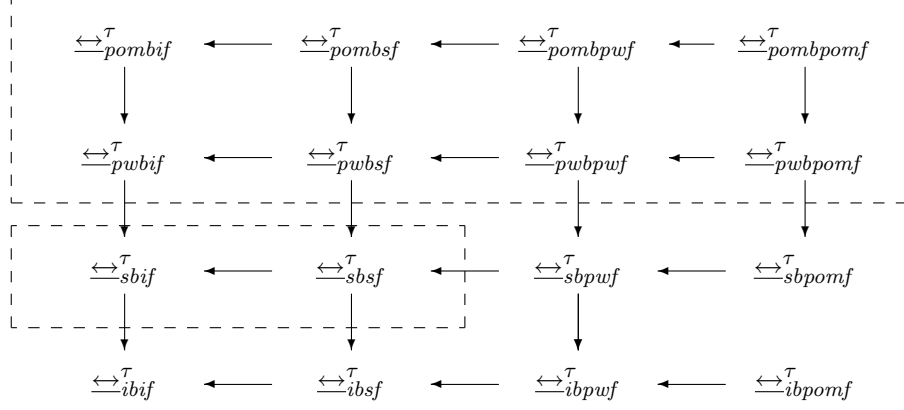 ↔τpombif ↔τpombsf ↔τpombpwf ↔τpombpomf
↔τpwbif ↔τpwbsf ↔τpwbpwf ↔τpwbpomf
↔τsbif ↔τsbsf ↔τsbpwf ↔τsbpomf
↔τibif ↔τibsf ↔τibpwf ↔τibpomf